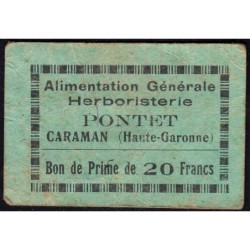 Alimentation Générale
Herboristerie
PONTET
CARAMAN (Haute-Garonne)
Bon de Prime de 20 Francs